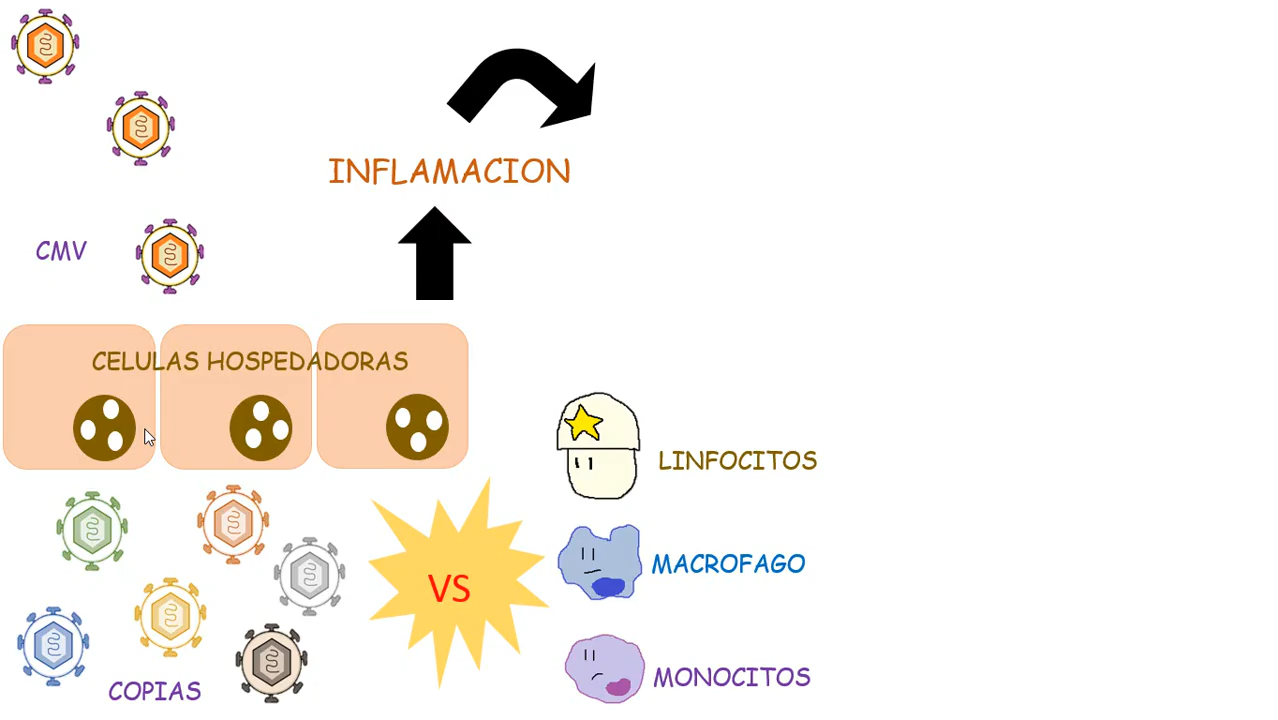 INFLAMACION
CMV
CELULAS HOSPEDADORAS
LINFOCITOS
MACROFAGO
VS
MONOCITOS
COPIAS